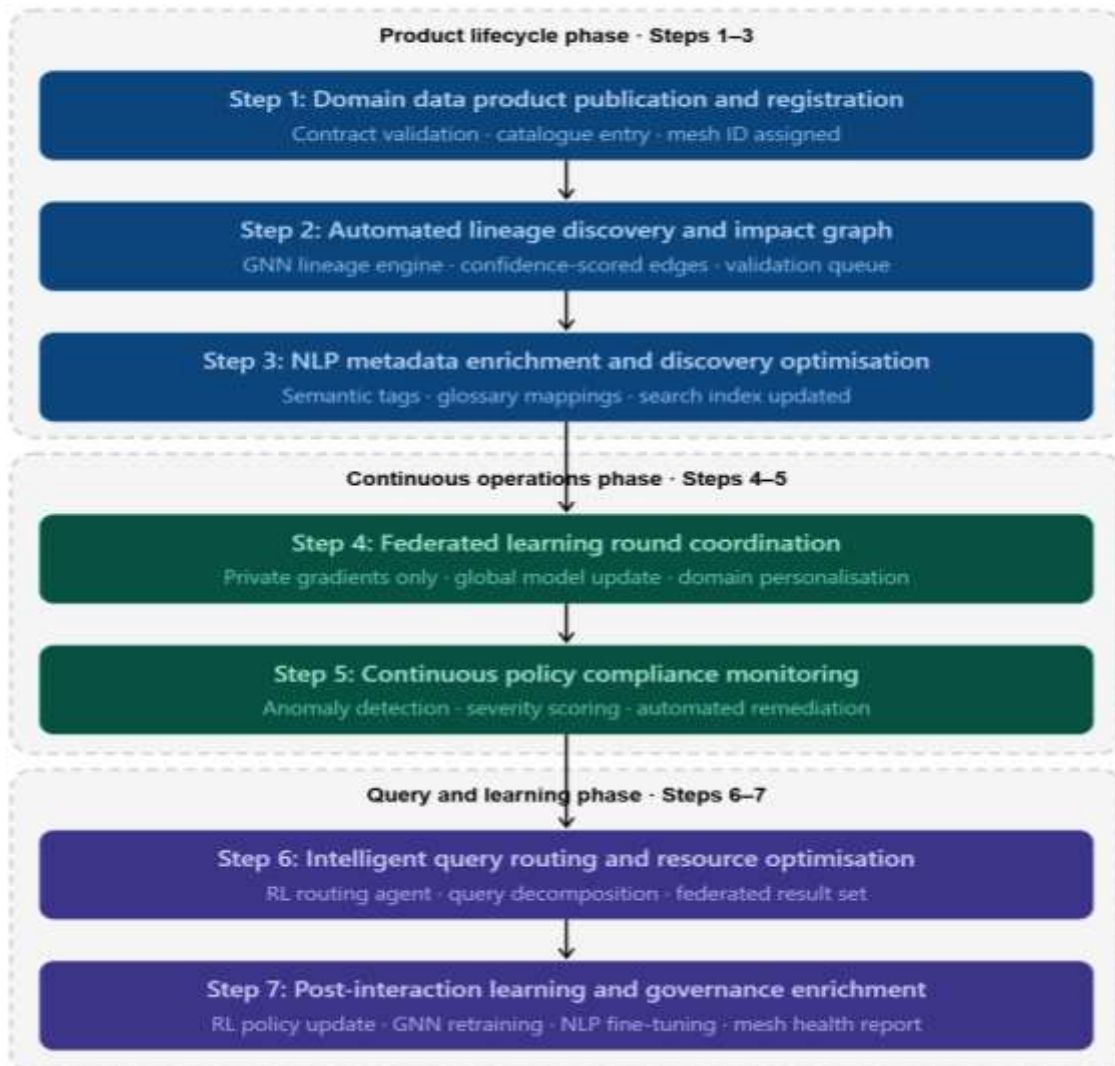 Product lifecycle phase · Steps 1–3
Step 1: Domain data product publication and registration
Contract validation · catalogue entry · mesh ID assigned
Step 2: Automated lineage discovery and impact graph
GNN lineage engine · confidence-scored edges · validation queue
Step 3: NLP metadata enrichment and discovery optimisation
Semantic tags · glossary mappings · search index updated
Continuous operations phase · Steps 4–5
Step 4: Federated learning round coordination
Private gradients only · global model update · domain personalisation
Step 5: Continuous policy compliance monitoring
Anomaly detection · severity scoring · automated remediation
Query and learning phase · Steps 6–7
Step 6: Intelligent query routing and resource optimisation
RL routing agent · query decomposition · federated result set
Step 7: Post-interaction learning and governance enrichment
RL policy update · GNN retraining · NLP fine-tuning · mesh health report